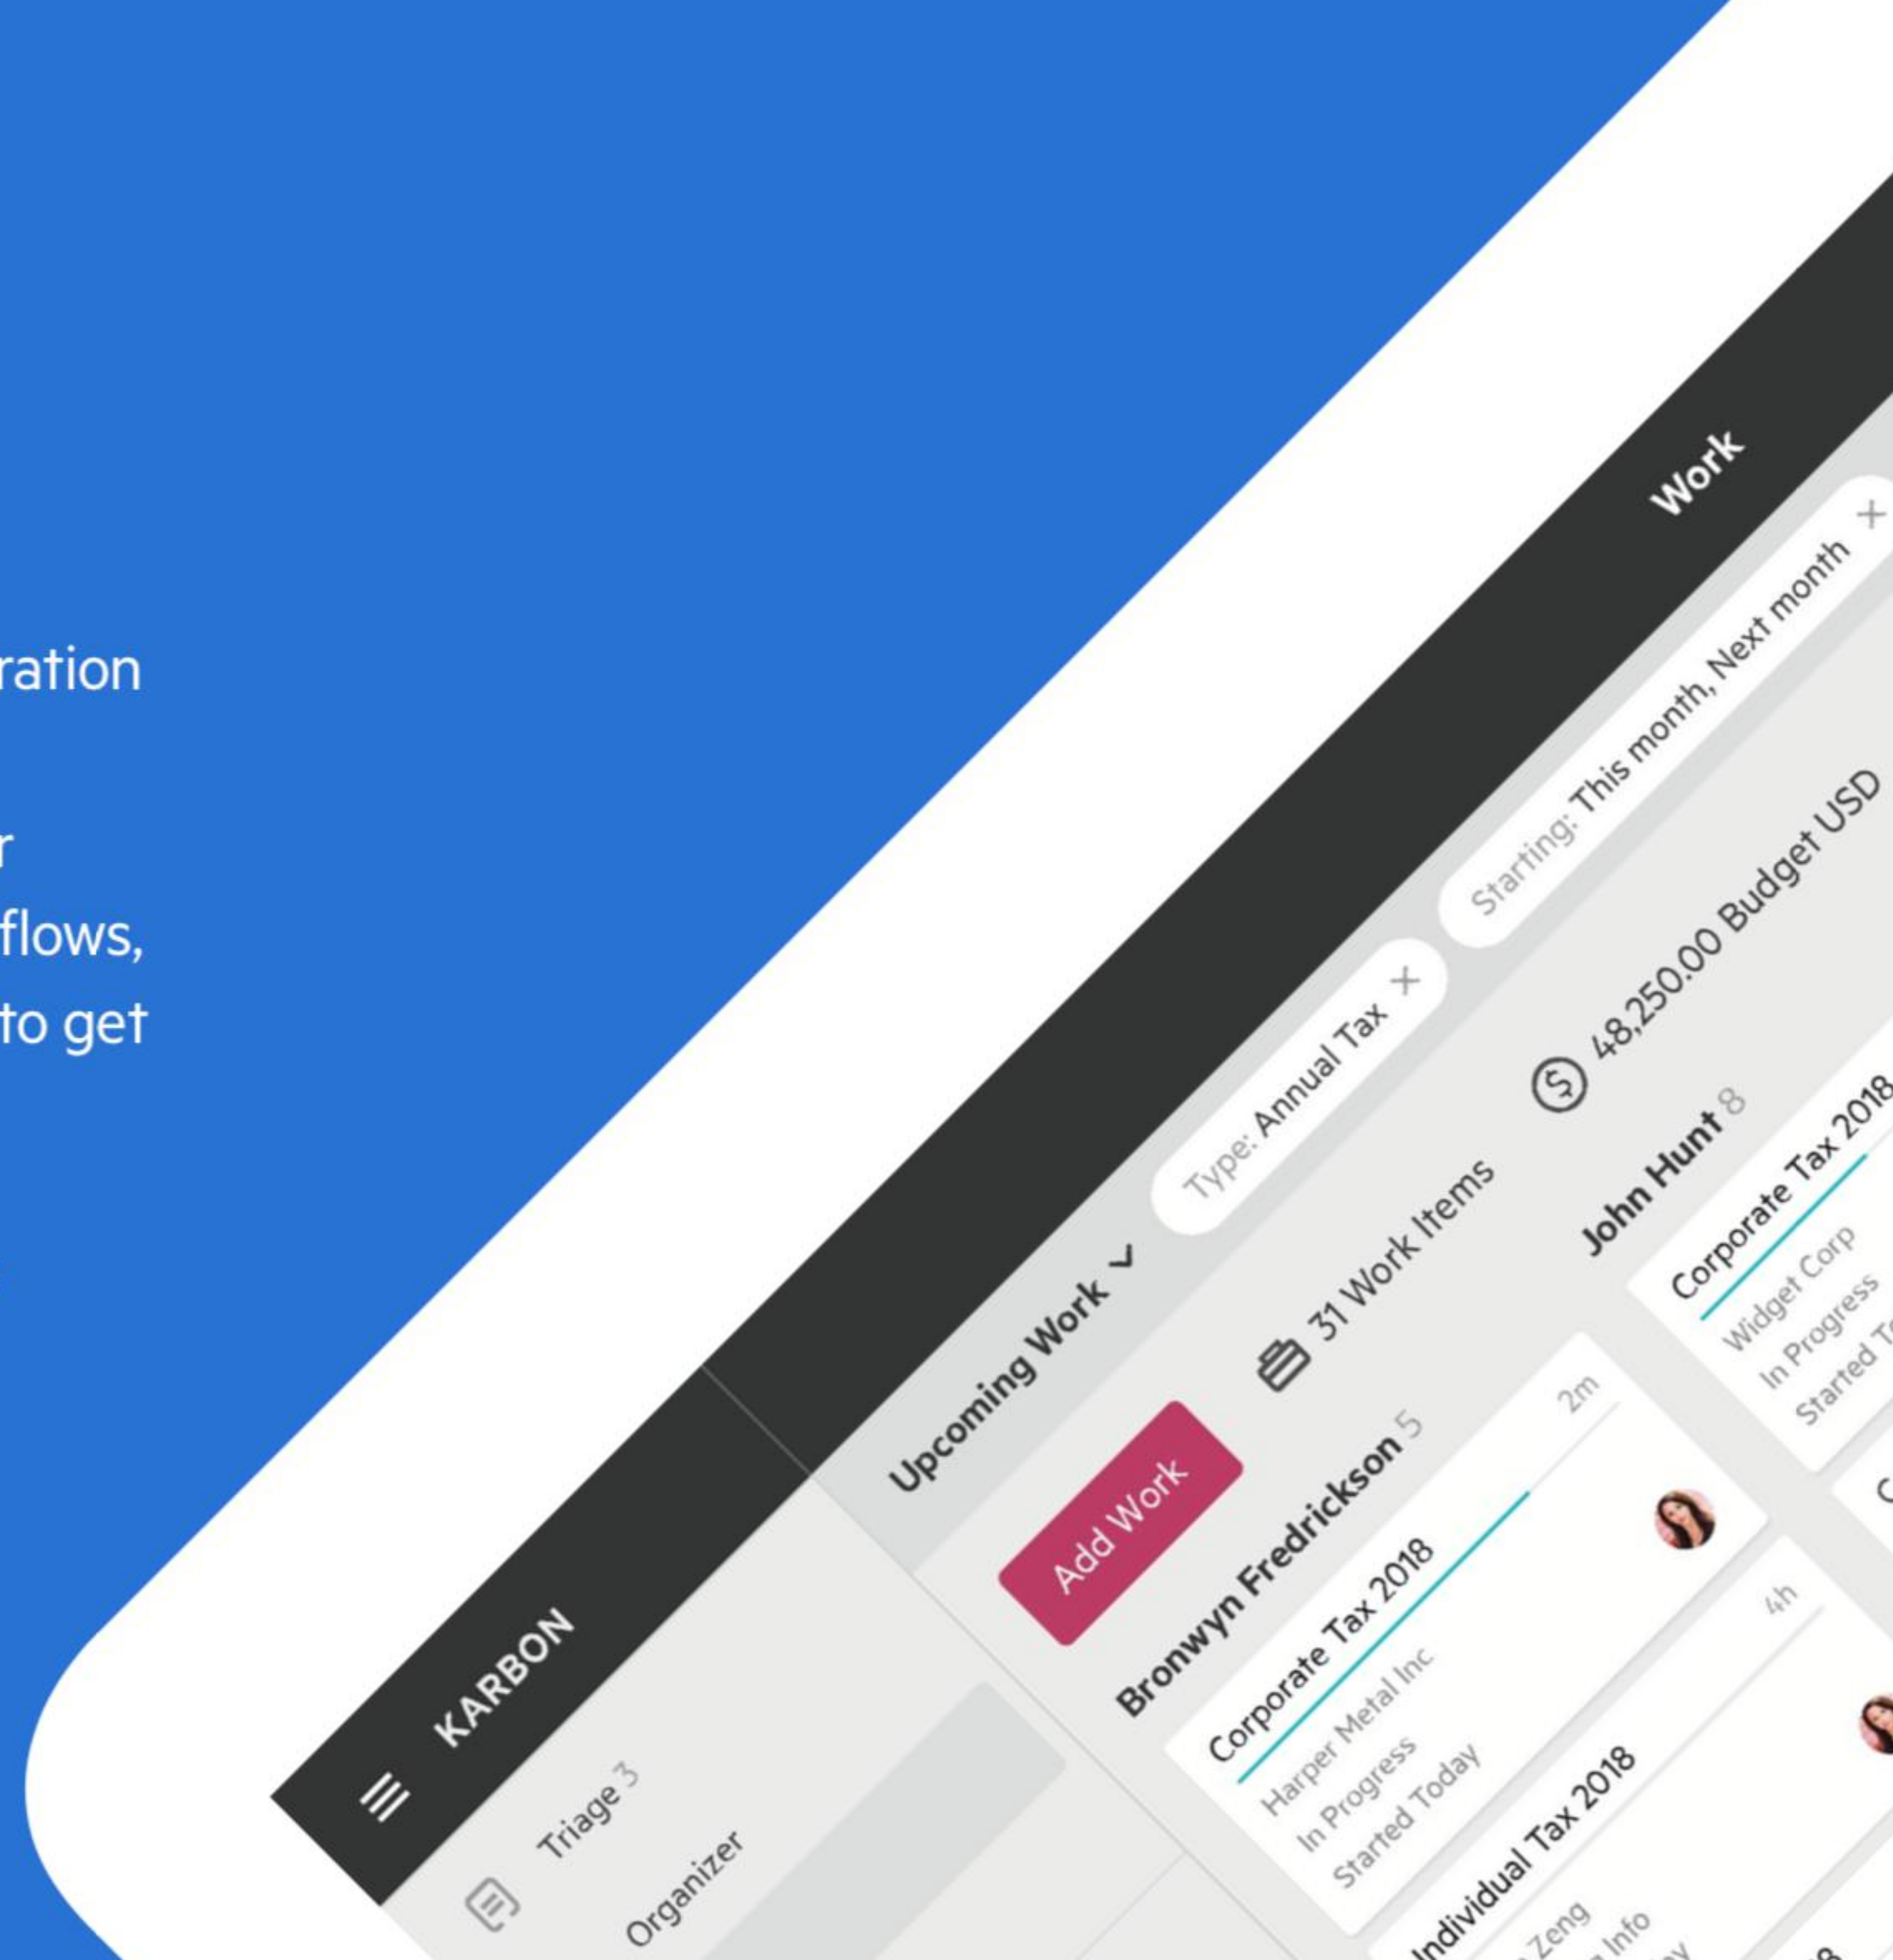 ration
r
flows,
to get
Work
KARBON
Upcoming Work
Type: Annual Tax
Starting: This month, Next month
Add Work
31 Work Items
48,250.00 Budget USD
Triage 3
Organizer
Bronwyn Fredrickson 5
Corporate Tax 2018
2m
Harper Metal Inc
In Progress
Started Today
Individual Tax 2018
4h
Zeng
Info
John Hunt 8
Corporate Tax 2018
Widget Corp
In Progress
Started